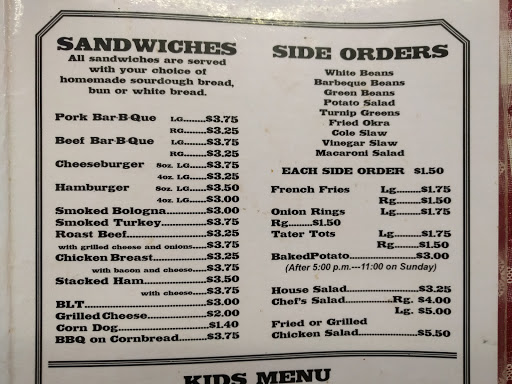 SANDWICHES
All sandwiches are served
with your choice of
homemade sourdough bread,
bun or white bread.
Pork Bar-B-Que LG.......$3.75
RG.......$3.25
Beef Bar-B-Que LG.......$3.75
RG.......$3.25
Cheeseburger 8oz. LG.....$3.75
4oz. LG.....$3.25
Hamburger 8oz. LG.....$3.50
4oz. LG.....$3.00
Smoked Bologna...........$3.00
Smoked Turkey............$3.75
Roast Beef...................$3.25
with grilled cheese and onions.....$3.75
Chicken Breast.............$3.25
with bacon and cheese.....$3.75
Stacked Ham...............$3.50
with cheese.....$3.75
BLT...............................$3.00
Grilled Cheese..............$2.00
Corn Dog.....................$1.40
BBQ on Cornbread........$3.75
SIDE ORDERS
White Beans
Barbeque Beans
Green Beans
Potato Salad
Turnip Greens
Fried Okra
Cole Slaw
Vinegar Slaw
Macaroni Salad
EACH SIDE ORDER $1.50
French Fries Lg.........$1.75
Rg.........$1.50
Onion Rings Lg.........$1.75
Rg.........$1.50
Tater Tots Lg.........$1.75
Rg.........$1.50
BakedPotato.................$3.00
(After 5:00 p.m.---11:00 on Sunday)
House Salad.................$3.25
Chef's Salad...........Rg. $4.00
Lg. $5.00
Fried or Grilled
Chicken Salad..............$5.50
KIDS MENU